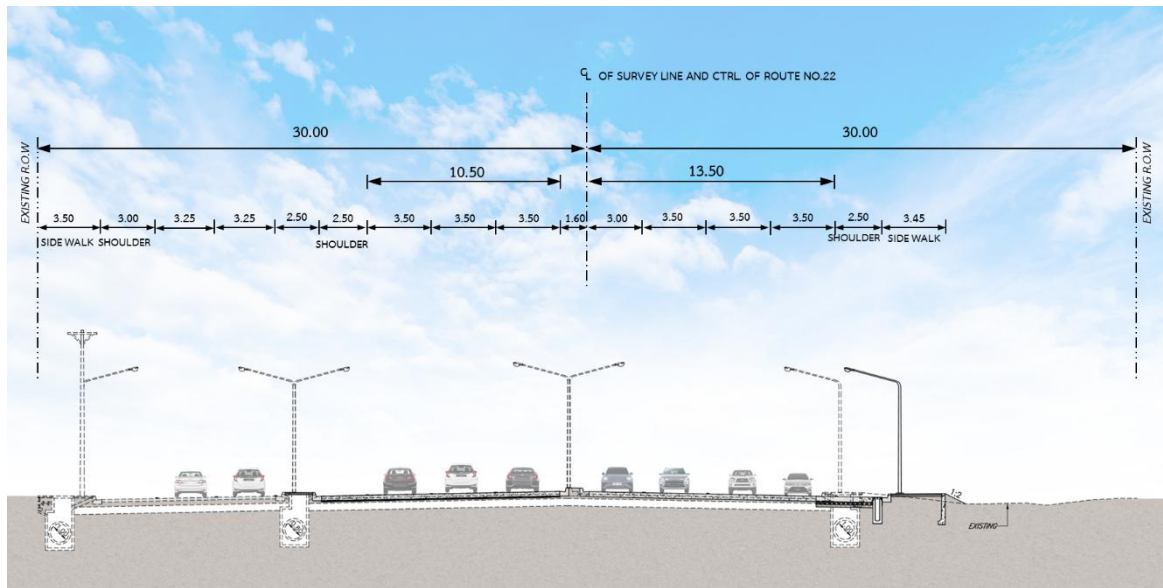 ℄ OF SURVEY LINE AND CTRL. OF ROUTE NO.22
30.00 30.00
EXISTING R.O.W
EXISTING R.O.W
10.50 13.50
3.50 3.00 3.25 3.25 2.50 2.50 3.50 3.50 3.50 1.60 3.00 3.50 3.50 3.50 2.50 3.45
SIDE WALK SHOULDER SHOULDER SHOULDER SIDE WALK
1:2
EXISTING